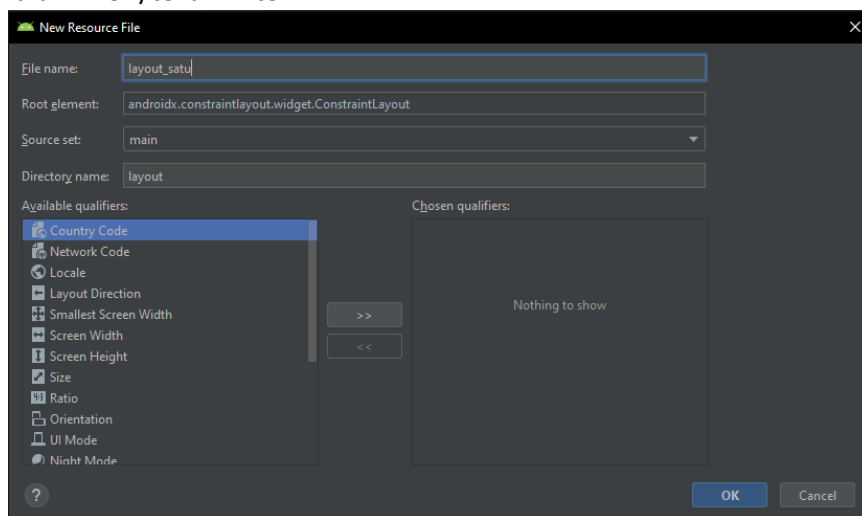 New Resource File
File name: layout_satu
Root element: androidx.constraintlayout.widget.ConstraintLayout
Source set: main
Directory name: layout
Available qualifiers: Chosen qualifiers:
Country Code
Network Code
Locale
Layout Direction
Smallest Screen Width
Screen Width
Screen Height
Size
Ratio
Orientation
UI Mode
Night Mode
>>
<<
Nothing to show
?
OK Cancel